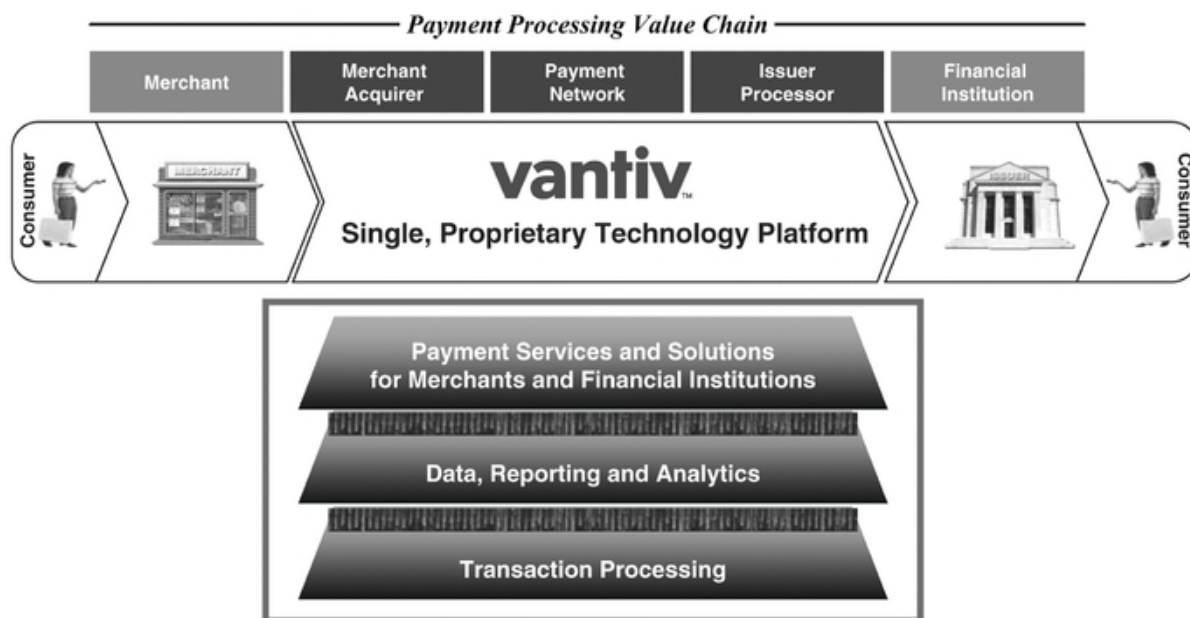 Payment Processing Value Chain
Merchant
Merchant
Acquirer
Payment
Network
Issuer
Processor
Financial
Institution
Consumer
MERCHANT
vantiv™
Single, Proprietary Technology Platform
ISSUER
Consumer
Payment Services and Solutions
for Merchants and Financial Institutions
Data, Reporting and Analytics
Transaction Processing